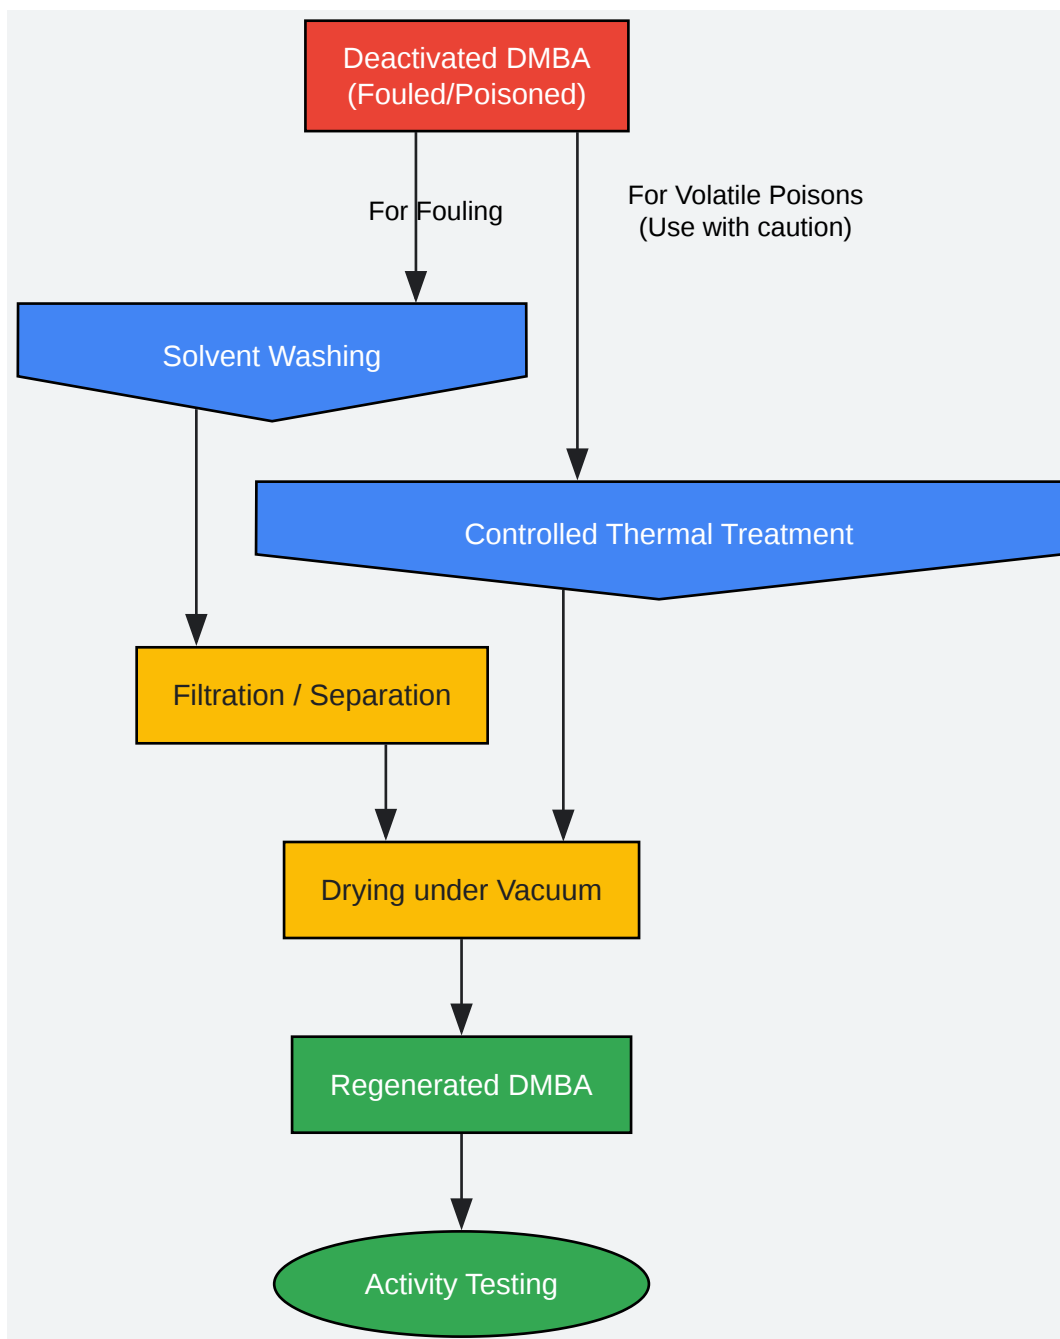 Deactivated DMBA
(Fouled/Poisoned)
For Fouling
For Volatile Poisons
(Use with caution)
Solvent Washing
Controlled Thermal Treatment
Filtration / Separation
Drying under Vacuum
Regenerated DMBA
Activity Testing